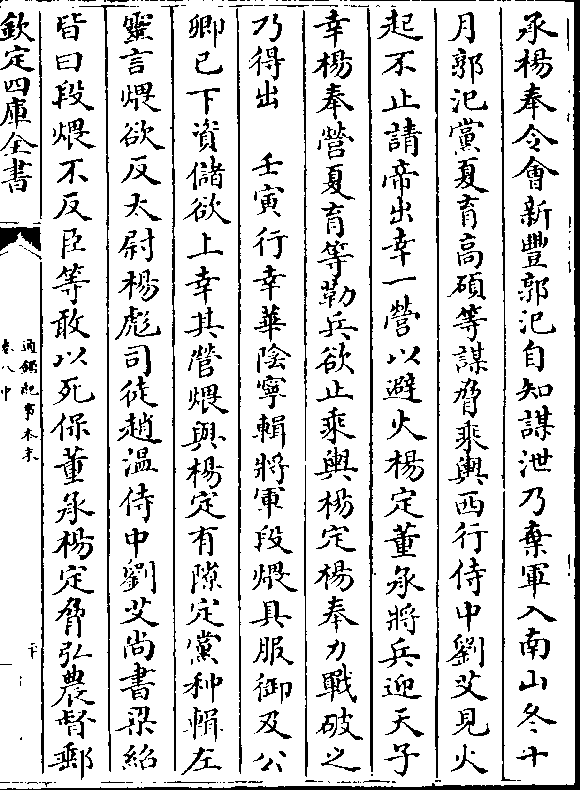 承楊奉令會新豐郭汜自知謀泄乃棄軍入南山冬十
月郭汜黨夏育高碩等謀脅乘輿西行侍中劉艾見火
起不止請帝出幸一營以避火楊定董承將兵迎天子
幸楊奉營夏育等勒兵欲止乘輿楊定楊奉力戰破之
乃得出　壬寅行幸華陰寧輯將軍段煨具服御及公
卿已下資儲欲上幸其營煨與楊定有隙定黨种輯左
靈言煨欲反太尉楊彪司徒趙溫侍中劉艾尚書梁紹
皆曰段煨不反臣等敢以死保董承楊定脅弘農督郵
欽定四庫全書
通鑑紀事本末
卷八中